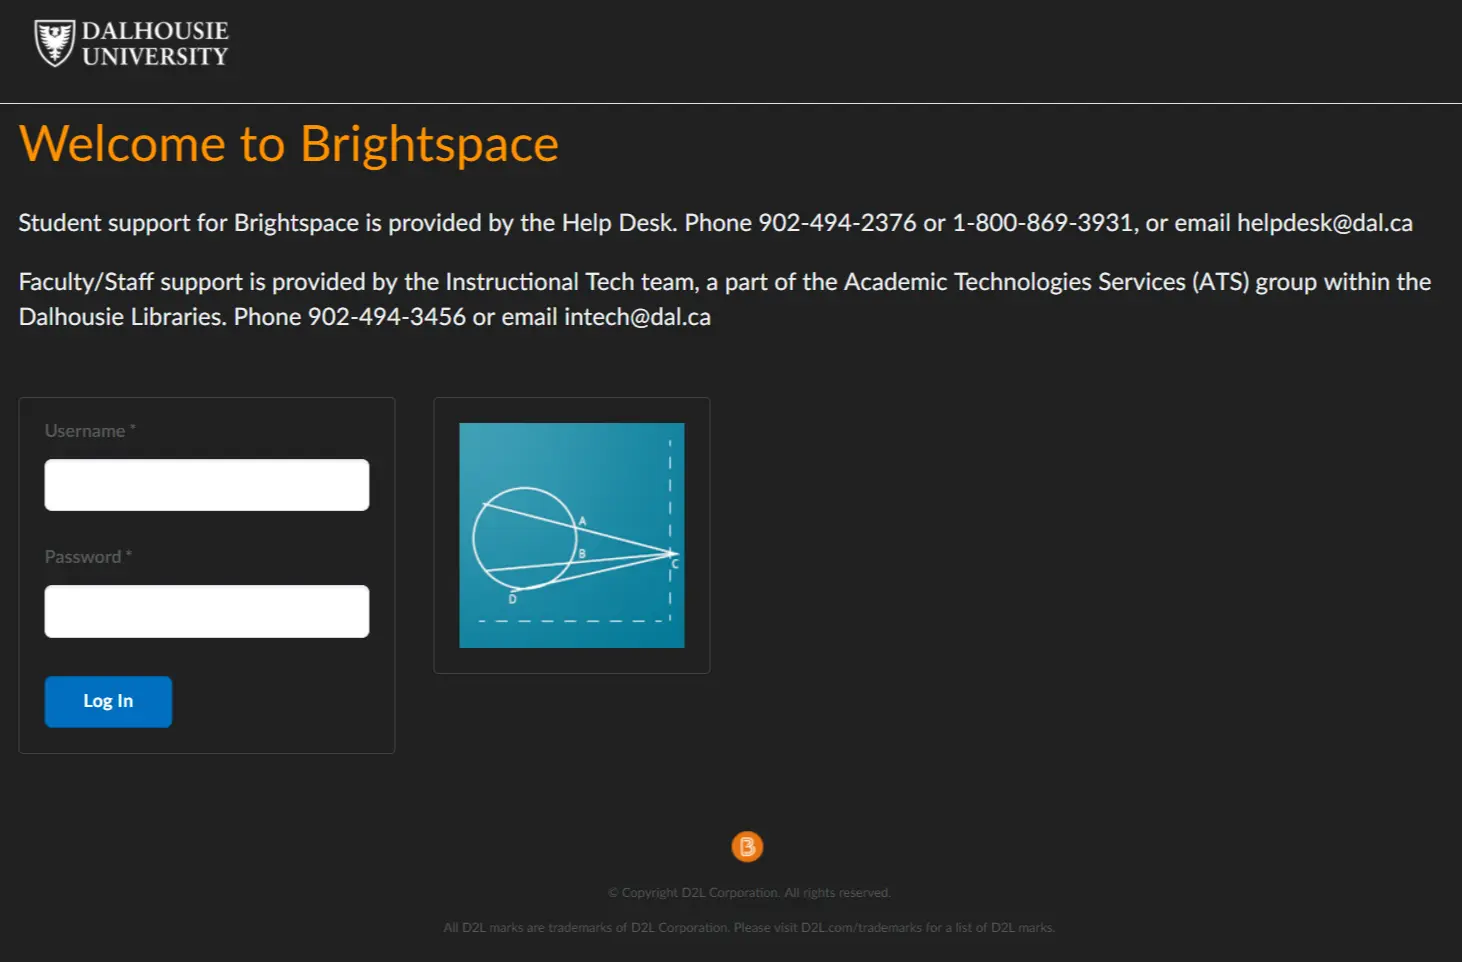 DALHOUSIE
UNIVERSITY
Welcome to Brightspace
Student support for Brightspace is provided by the Help Desk. Phone 902-494-2376 or 1-800-869-3931, or email helpdesk@dal.ca
Faculty/Staff support is provided by the Instructional Tech team, a part of the Academic Technologies Services (ATS) group within the
Dalhousie Libraries. Phone 902-494-3456 or email intech@dal.ca
Username *
Password *
Log In
A
B
C
D
B
© Copyright D2L Corporation. All rights reserved.
All D2L marks are trademarks of D2L Corporation. Please visit D2L.com/trademarks for a list of D2L marks.